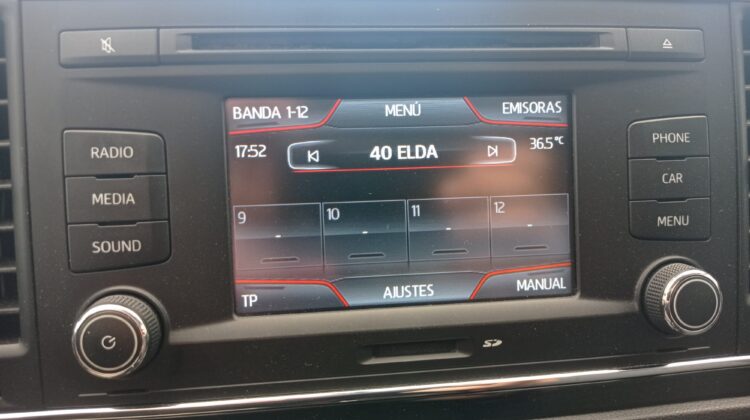 BANDA 1-12 MENÚ EMISORAS
17:52 40 ELDA 36.5 °C
9 10 11 12
- - - -
TP AJUSTES MANUAL
RADIO
MEDIA
SOUND
PHONE
CAR
MENU
SD